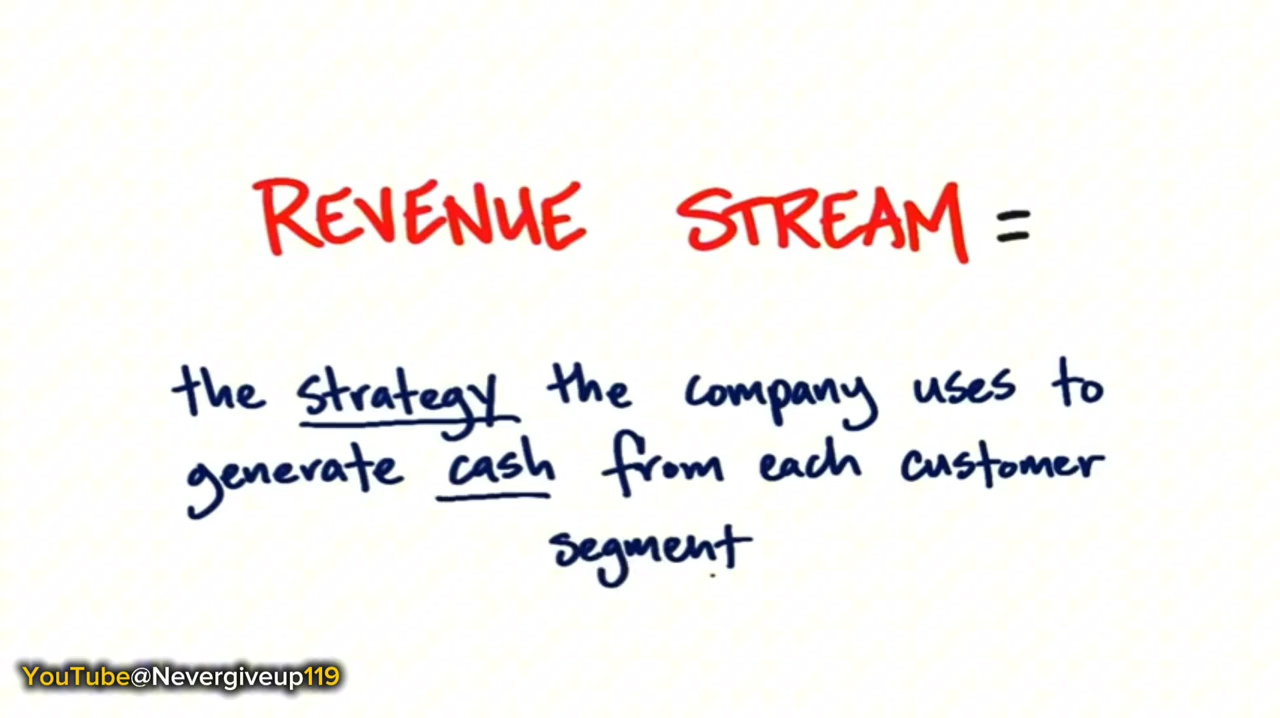 REVENUE STREAM =
the strategy the company uses to
generate cash from each customer
segment
YouTube@Nevergiveup119